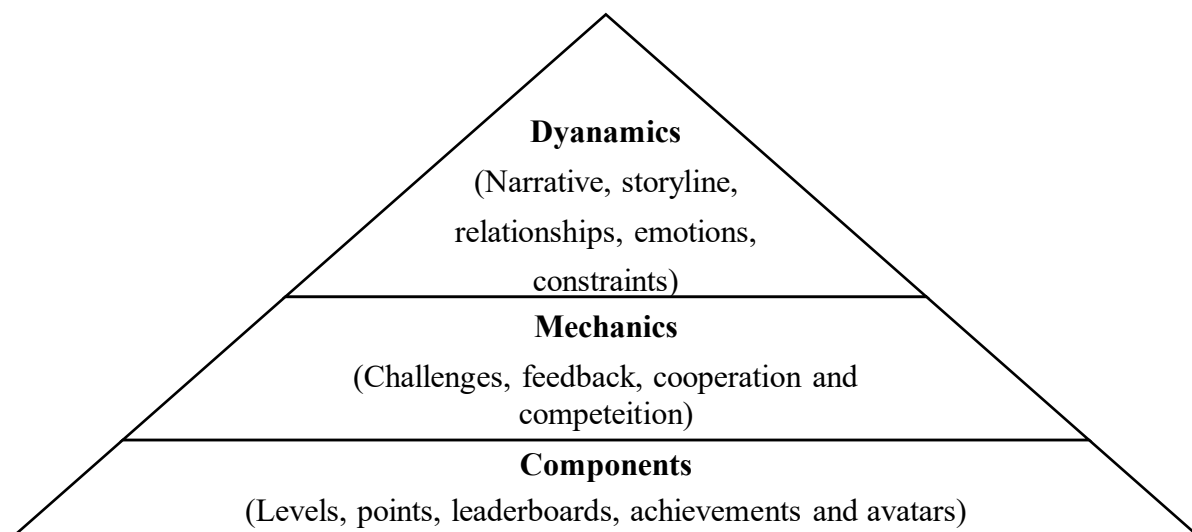 Dyanamics
(Narrative, storyline,
relationships, emotions,
constraints)
Mechanics
(Challenges, feedback, cooperation and
competeition)
Components
(Levels, points, leaderboards, achievements and avatars)